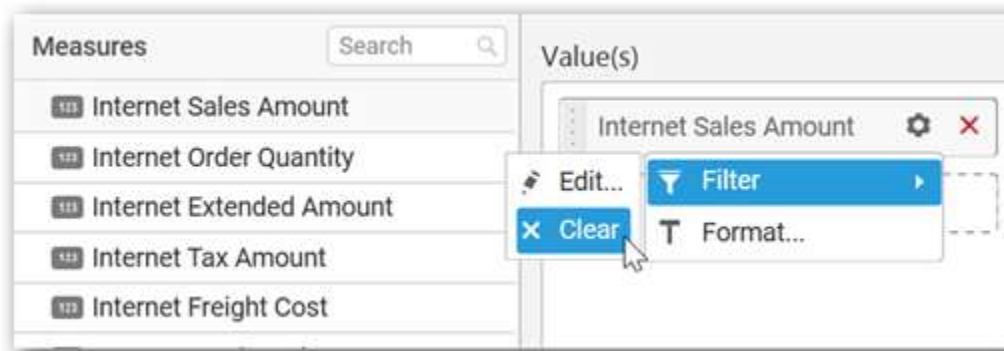 Measures
Search
Value(s)
Internet Sales Amount
Internet Order Quantity
Internet Extended Amount
Internet Tax Amount
Internet Freight Cost
Internet Sales Amount
Edit...
Filter
Clear
Format...